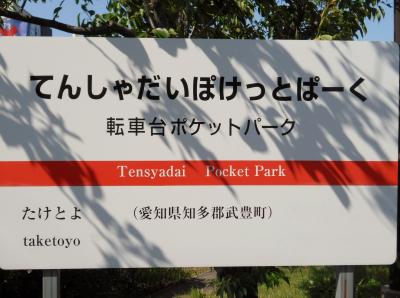 てんしゃだいぽけっとぱーく
転車台ポケットパーク
Tensyadai Pocket Park
たけとよ （愛知県知多郡武豊町）
taketoyo